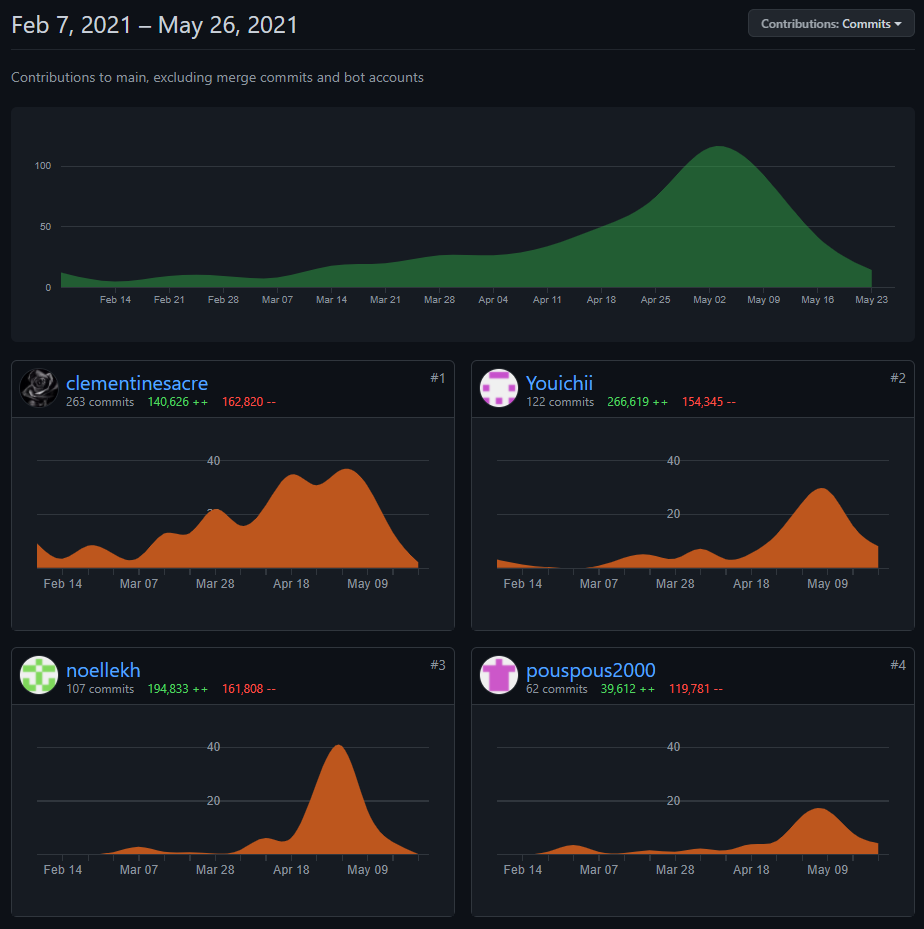 Feb 7, 2021 – May 26, 2021
Contributions: Commits
Contributions to main, excluding merge commits and bot accounts
100
50
0
Feb 14 Feb 21 Feb 28 Mar 07 Mar 14 Mar 21 Mar 28 Apr 04 Apr 11 Apr 18 Apr 25 May 02 May 09 May 16 May 23
clementinesacre #1
263 commits 140,626 ++ 162,820 --
40
Feb 14 Mar 07 Mar 28 Apr 18 May 09
Youichii #2
122 commits 266,619 ++ 154,345 --
40
20
Feb 14 Mar 07 Mar 28 Apr 18 May 09
noellekh #3
107 commits 194,833 ++ 161,808 --
40
20
Feb 14 Mar 07 Mar 28 Apr 18 May 09
pouspous2000 #4
62 commits 39,612 ++ 119,781 --
40
20
Feb 14 Mar 07 Mar 28 Apr 18 May 09